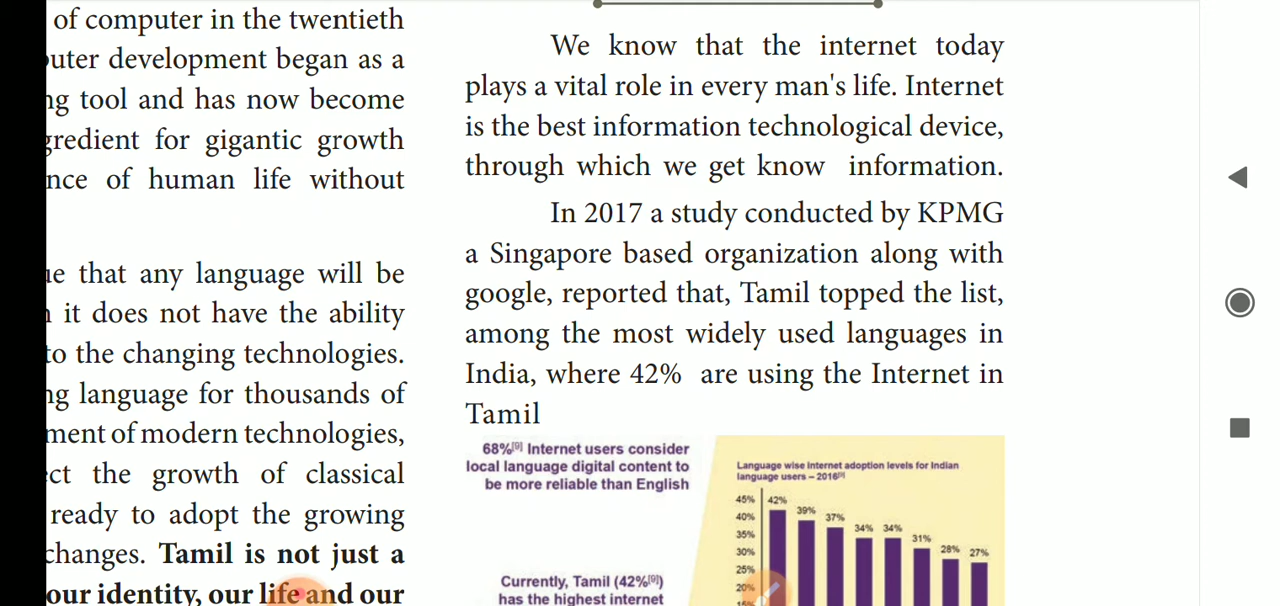 of computer in the twentieth
development began as a
tool and has now become
for gigantic growth
of human life without
that any language will be
it does not have the ability
to the changing technologies.
language for thousands of
of modern technologies,
the growth of classical
ready to adopt the growing
changes. Tamil is not just a
our identity, our life and our
We know that the internet today
plays a vital role in every man's life. Internet
is the best information technological device,
through which we get know information.
In 2017 a study conducted by KPMG
a Singapore based organization along with
google, reported that, Tamil topped the list,
among the most widely used languages in
India, where 42% are using the Internet in
Tamil
68%[9] Internet users consider
local language digital content to
be more reliable than English
Currently, Tamil (42%[9])
has the highest internet
Language wise internet adoption levels for Indian
language users – 2016[9]
45%
40%
35%
30%
25%
20%
42%
39%
37%
34%
34%
31%
28%
27%